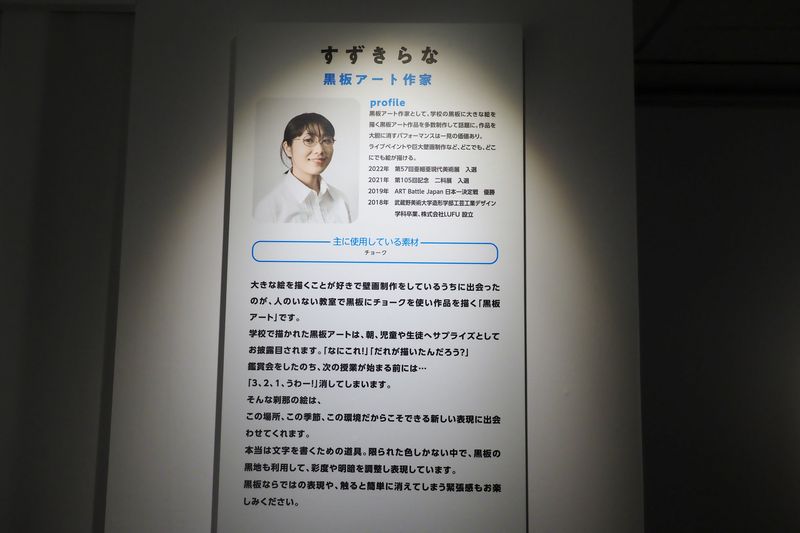 すずきらな
黒板アート作家
profile
黒板アート作家として、学校の黒板に大きな絵を
描く黒板アート作品を多数制作して話題に。作品を
大胆に消すパフォーマンスは一見の価値あり。
ライブペイントや巨大壁画制作など、どこでも、どこ
にでも絵が描ける。
2022年 第57回亜細亜現代美術展 入選
2021年 第105回記念 二科展 入選
2019年 ART Battle Japan 日本一決定戦 優勝
2018年 武蔵野美術大学造形学部工芸工業デザイン
学科卒業、株式会社LUFU 設立
主に使用している素材
チョーク
大きな絵を描くことが好きで壁画制作をしているうちに出会った
のが、人のいない教室で黒板にチョークを使い作品を描く「黒板
アート」です。
学校で描かれた黒板アートは、朝、児童や生徒へサプライズとして
お披露目されます。「なにこれ!」「だれが描いたんだろう?」
鑑賞会をしたのち、次の授業が始まる前には…
「3、2、1、うわー!」消してしまいます。
そんな刹那の絵は、
この場所、この季節、この環境だからこそできる新しい表現に出会
わせてくれます。
本当は文字を書くための道具。限られた色しかない中で、黒板の
黒地も利用して、彩度や明暗を調整し表現しています。
黒板ならではの表現や、触ると簡単に消えてしまう緊張感もお楽
しみください。